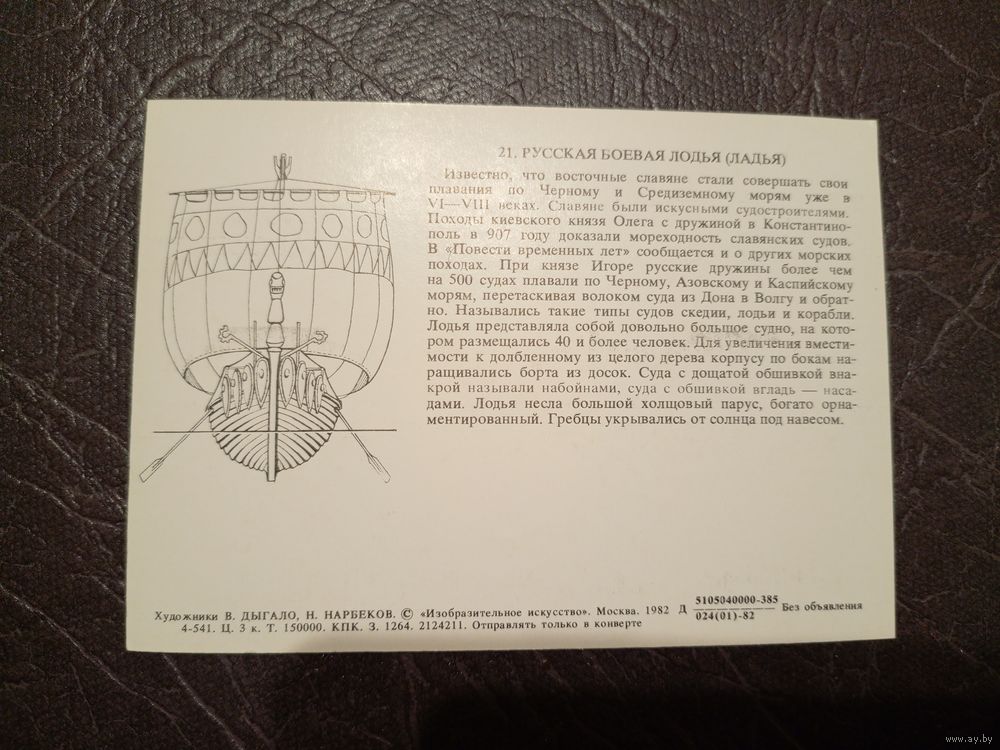 21. РУССКАЯ БОЕВАЯ ЛОДЬЯ (ЛАДЬЯ)
Известно, что восточные славяне стали совершать свои
плавания по Черному и Средиземному морям уже в
VI—VIII веках. Славяне были искусными судостроителями.
Походы киевского князя Олега с дружиной в Константино-
поль в 907 году доказали мореходность славянских судов.
В «Повести временных лет» сообщается и о других морских
походах. При князе Игоре русские дружины более чем
на 500 судах плавали по Черному, Азовскому и Каспийскому
морям, перетаскивая волоком суда из Дона в Волгу и обрат-
но. Назывались такие типы судов скедии, лодьи и корабли.
Лодья представляла собой довольно большое судно, на кото-
ром размещались 40 и более человек. Для увеличения вмести-
мости к долбленному из целого дерева корпусу по бокам на-
ращивались борта из досок. Суда с дощатой обшивкой вна-
крой называли набойнами, суда с обшивкой вгладь — наса-
дами. Лодья несла большой холщовый парус, богато орна-
ментированный. Гребцы укрывались от солнца под навесом.
Художники В. ДЫГАЛО, Н. НАРБЕКОВ. © «Изобразительное искусство». Москва. 1982 Д 5105040000-385 Без объявления
024(01)-82
4-541. Ц. 3 к. Т. 150000. КПК. З. 1264. 2124211. Отправлять только в конверте
www.ay.by